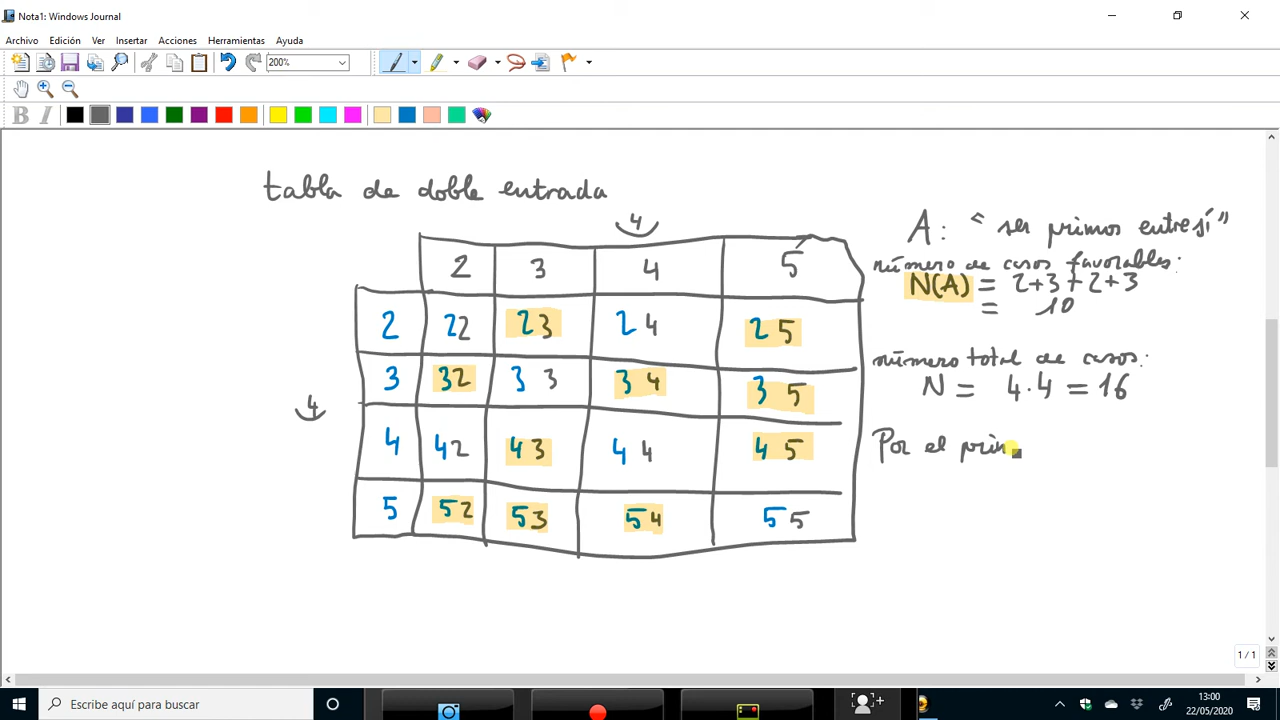 Nota1: Windows Journal
Archivo Edición Ver Insertar Acciones Herramientas Ayuda
200%
B I
tabla de doble entrada
4
2 3 4 5
2 22 23 24 25
3 32 33 34 35
4
4 42 43 44 45
5 52 53 54 55
A: "ser primos entre sí"
número de casos favorables:
N(A) = 2+3+2+3
= 10
número total de casos:
N = 4·4 = 16
Por el prin
1 / 1
Escribe aquí para buscar
13:00
22/05/2020